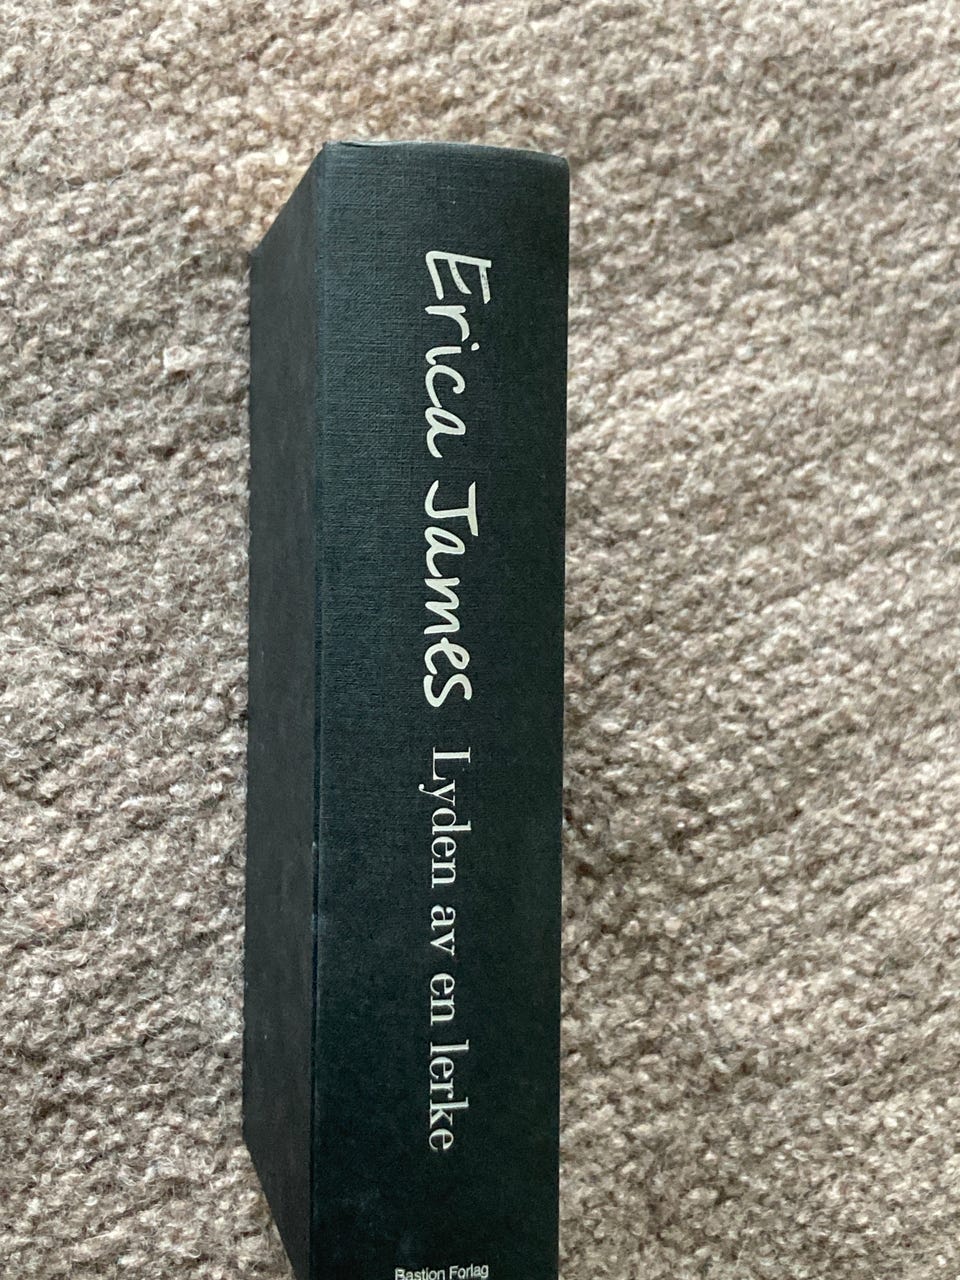 Erica James Lyden av en lerke
Bastion Forlag